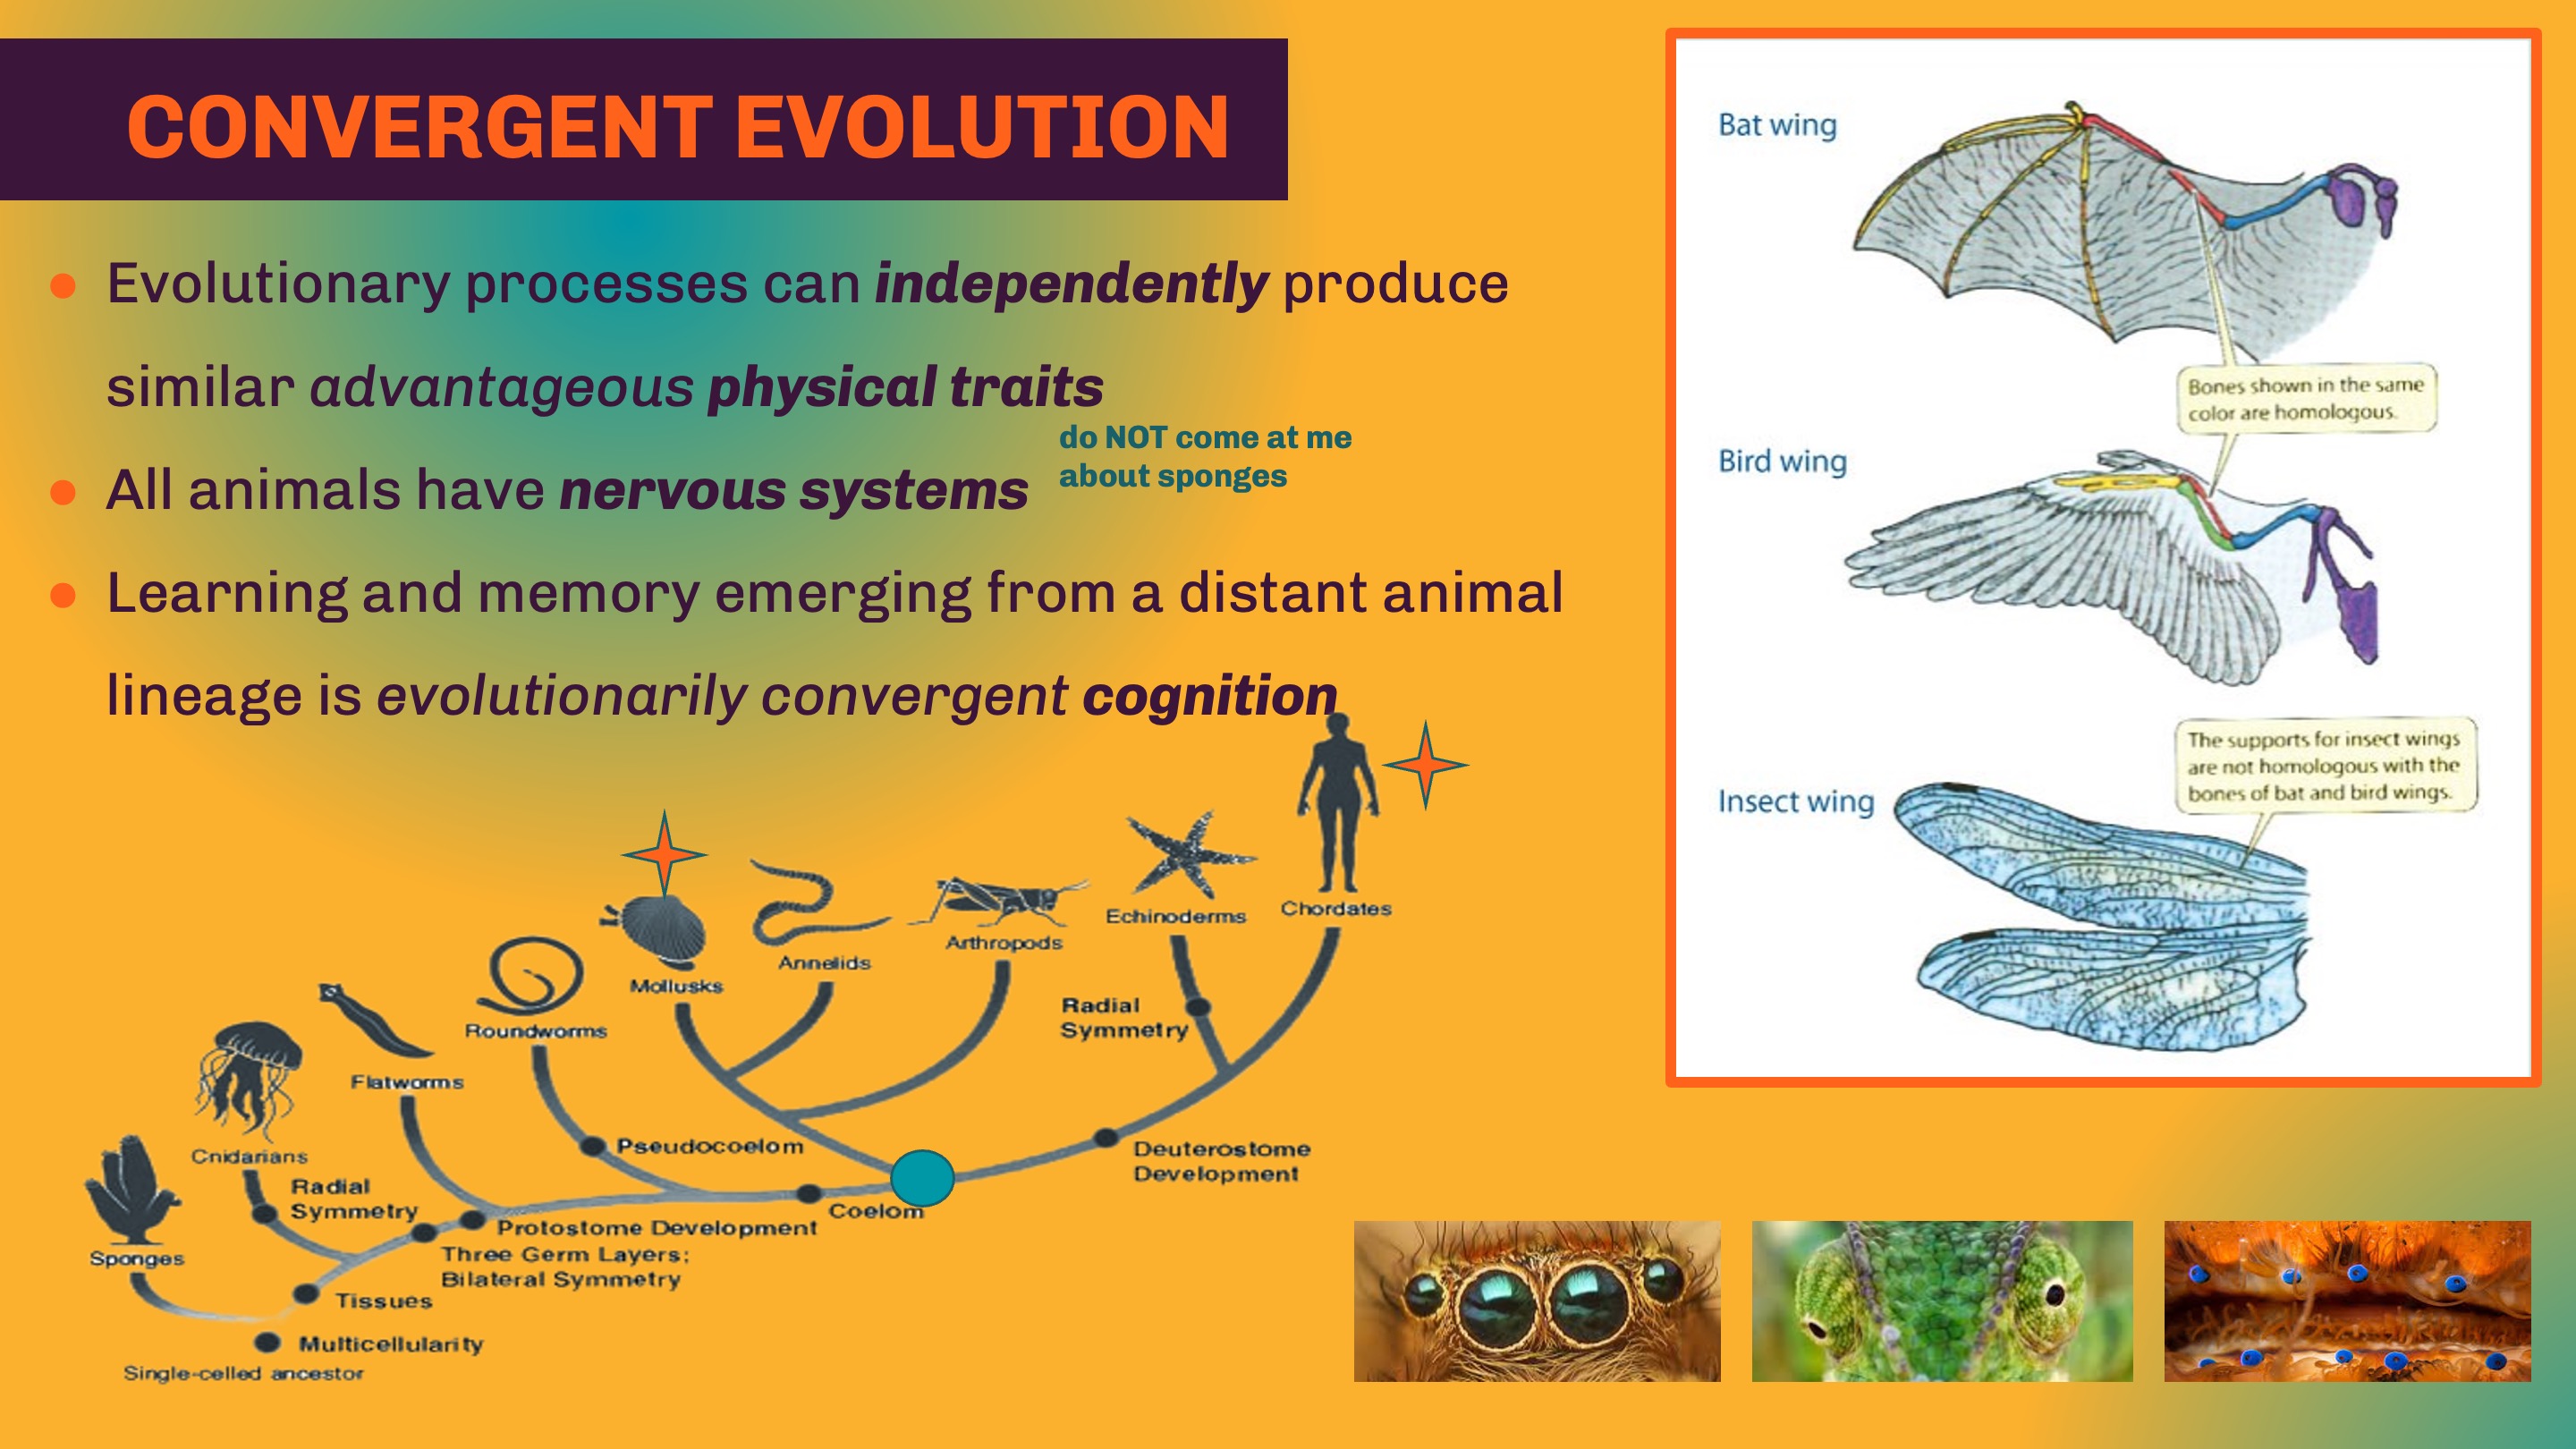 CONVERGENT EVOLUTION
Evolutionary processes can independently produce
similar advantageous physical traits
do NOT come at me
about sponges
All animals have nervous systems
Learning and memory emerging from a distant animal
lineage is evolutionarily convergent cognition
Bat wing
Bones shown in the same
color are homologous.
Bird wing
The supports for insect wings
are not homologous with the
bones of bat and bird wings.
Insect wing
Chordates
Echinoderms
Arthropods
Annelids
Mollusks
Roundworms
Flatworms
Cnidarians
Sponges
Radial
Symmetry
Pseudocoelom
Deuterostome
Development
Radial
Symmetry
Coelom
Protostome Development
Three Germ Layers;
Bilateral Symmetry
Tissues
Multicellularity
Single-celled ancestor